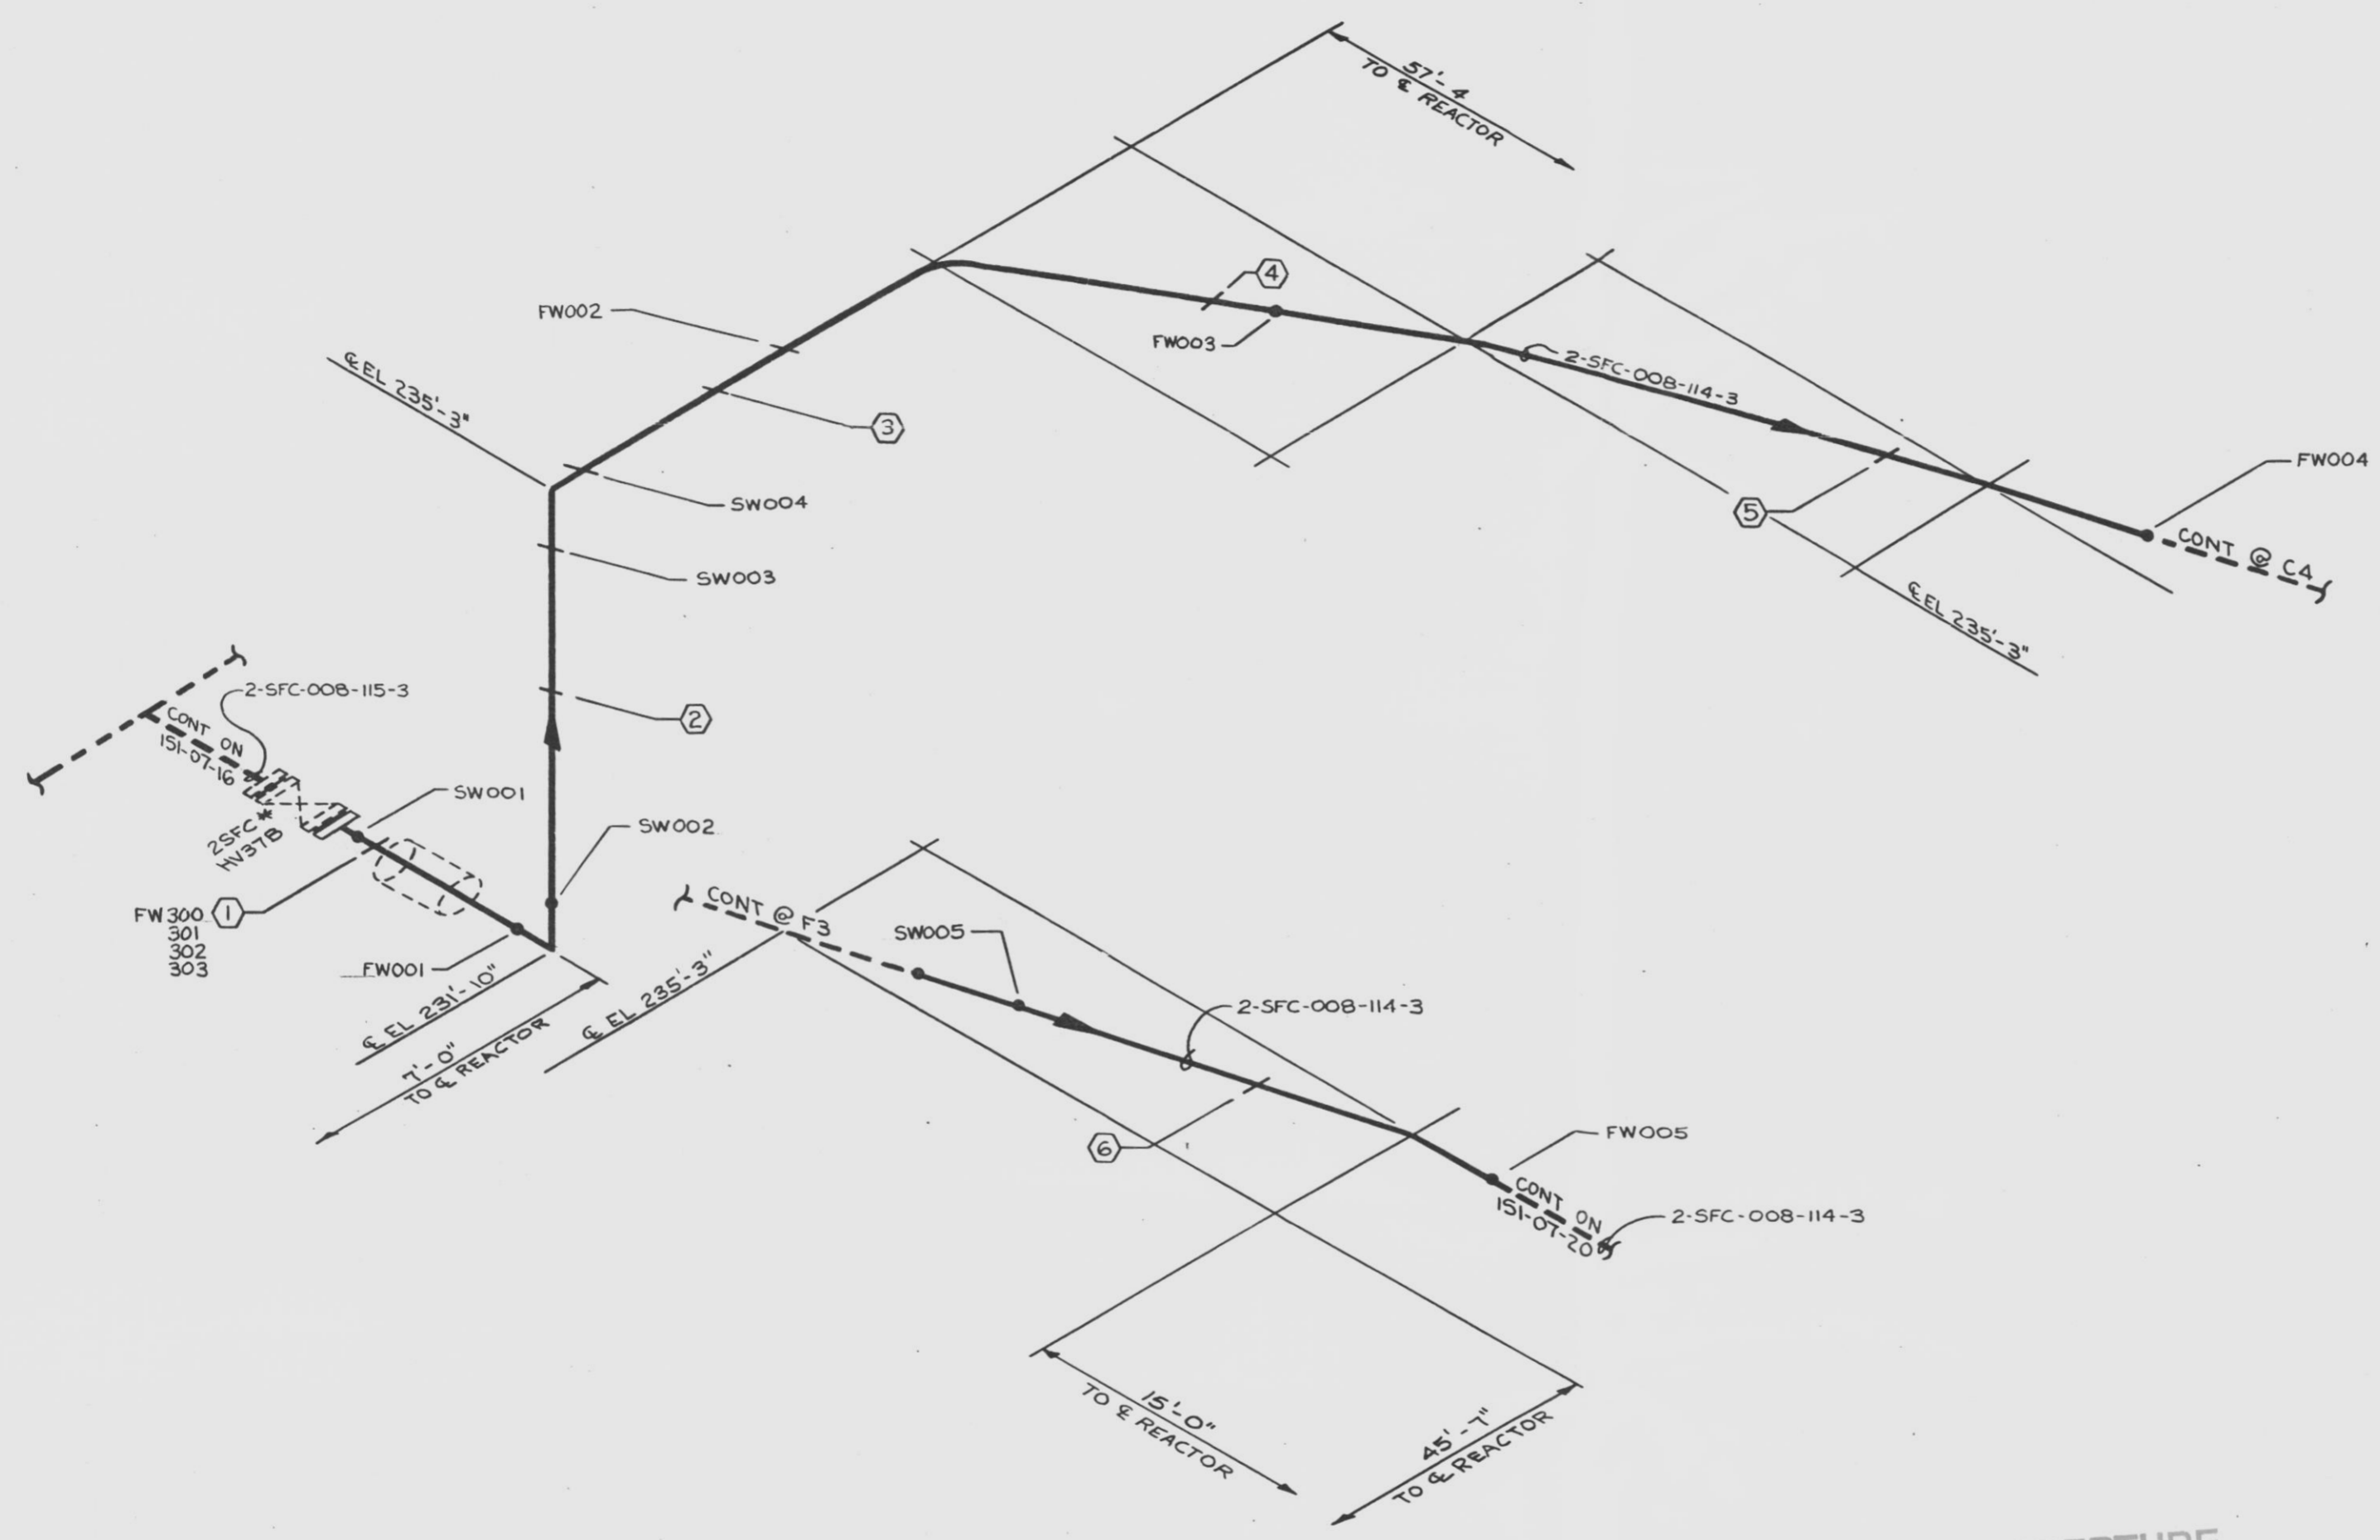 57'-4
TO ℄ REACTOR
4
FW002
FW003
2-SFC-008-114-3
℄ EL 235'-3"
3
FW004
SW004
5
CONT @ C4
SW003
℄ EL 235'-3"
2-SFC-008-115-3
2
CONT ON
151-07-16
SW001
2SFC*
HV37B
SW002
FW300 1
301
302
303
FW001
CONT @ F3
SW005
℄ EL 231'-10"
℄ EL 235'-3"
2-SFC-008-114-3
7'-0"
TO ℄ REACTOR
6
FW005
CONT ON
151-07-20
2-SFC-008-114-3
15'-0"
TO ℄ REACTOR
45'-7"
TO ℄ REACTOR